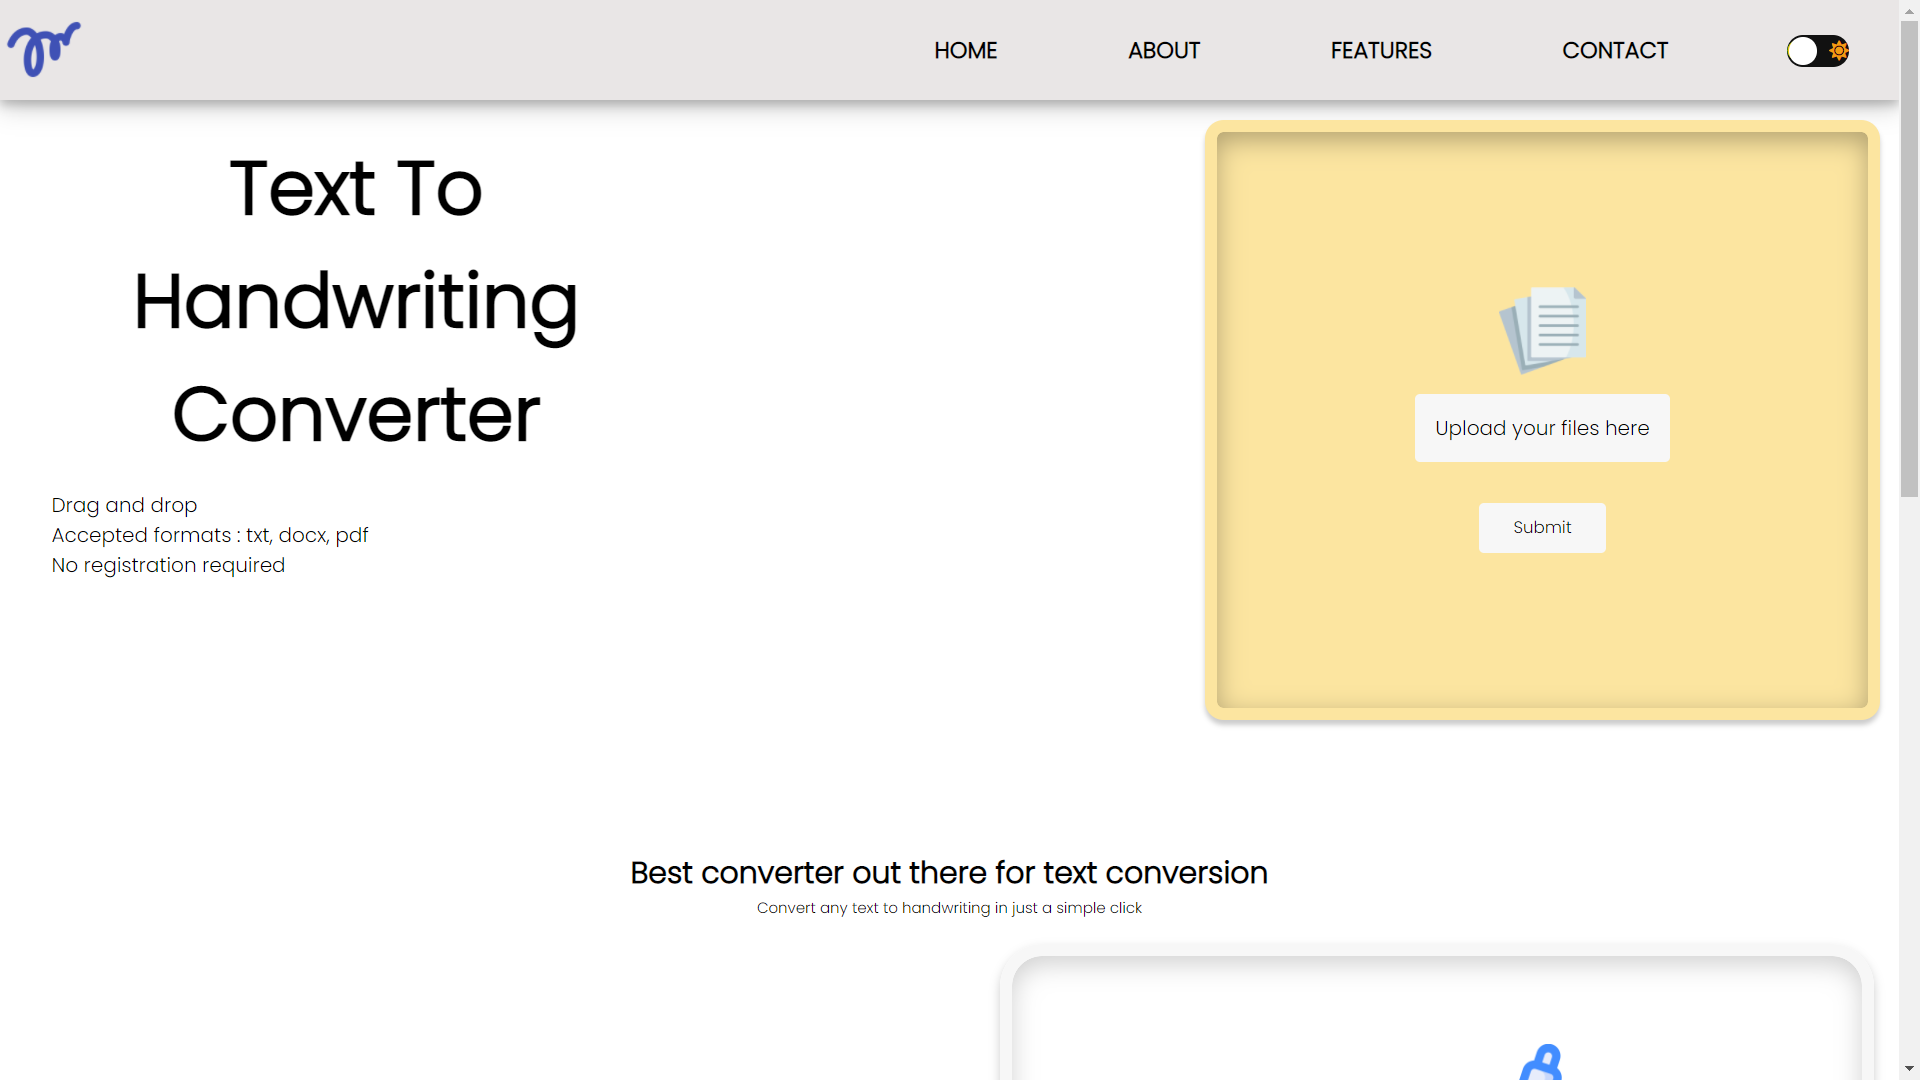 HOME ABOUT FEATURES CONTACT
Text To
Handwriting
Converter
Drag and drop
Accepted formats : txt, docx, pdf
No registration required
Upload your files here
Submit
Best converter out there for text conversion
Convert any text to handwriting in just a simple click